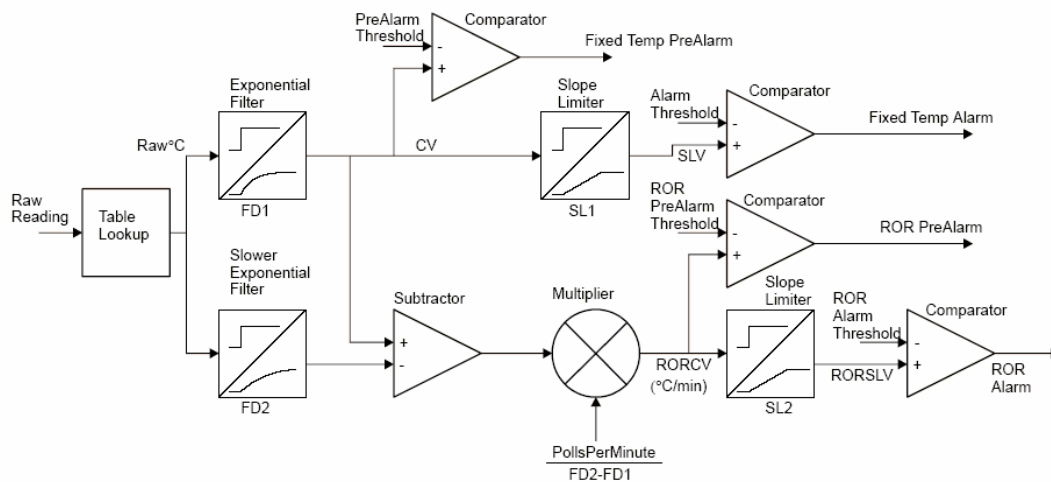 PreAlarm
Threshold
-
+
Comparator
Fixed Temp PreAlarm
Exponential
Filter
Raw°C
FD1
CV
Slope
Limiter
SL1
SLV
Alarm
Threshold
-
+
Comparator
Fixed Temp Alarm
Raw
Reading
Table
Lookup
ROR
PreAlarm
Threshold
-
+
Comparator
ROR PreAlarm
Slower
Exponential
Filter
FD2
Subtractor
+
-
Multiplier
PollsPerMinute
FD2-FD1
RORCV
(°C/min)
Slope
Limiter
SL2
RORSLV
ROR
Alarm
Threshold
-
+
Comparator
ROR
Alarm